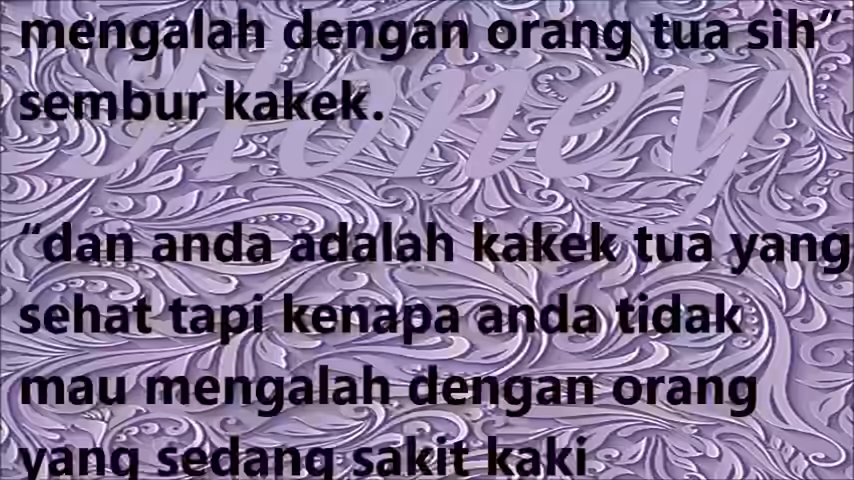 mengalah dengan orang tua sih”
sembur kakek.
Honey
“dan anda adalah kakek tua yang
sehat tapi kenapa anda tidak
mau mengalah dengan orang
yang sedang sakit kaki